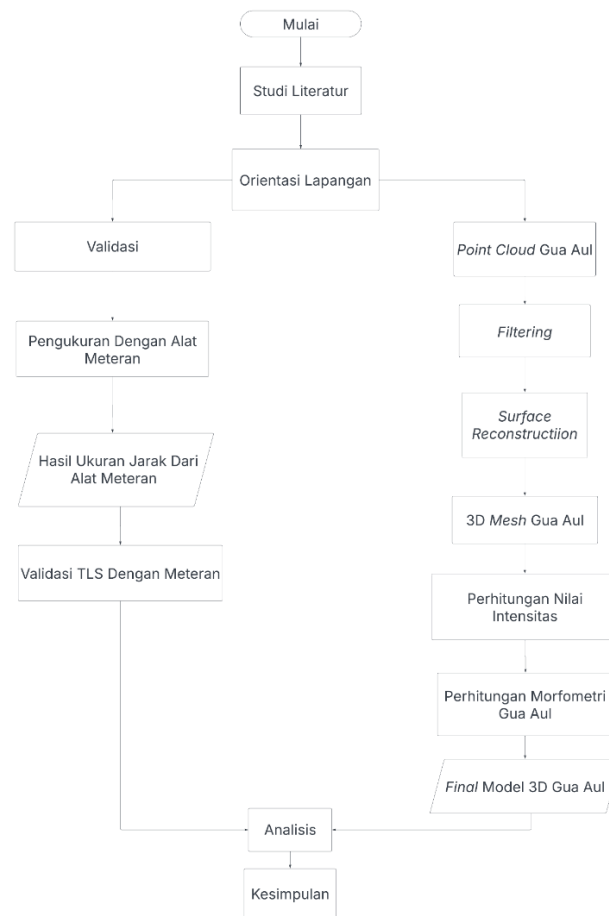 Mulai
Studi Literatur
Orientasi Lapangan
Validasi
Pengukuran Dengan Alat
Meteran
Hasil Ukuran Jarak Dari
Alat Meteran
Validasi TLS Dengan Meteran
Point Cloud Gua Aul
Filtering
Surface
Reconstructiion
3D Mesh Gua Aul
Perhitungan Nilai
Intensitas
Perhitungan Morfometri
Gua Aul
Final Model 3D Gua Aul
Analisis
Kesimpulan